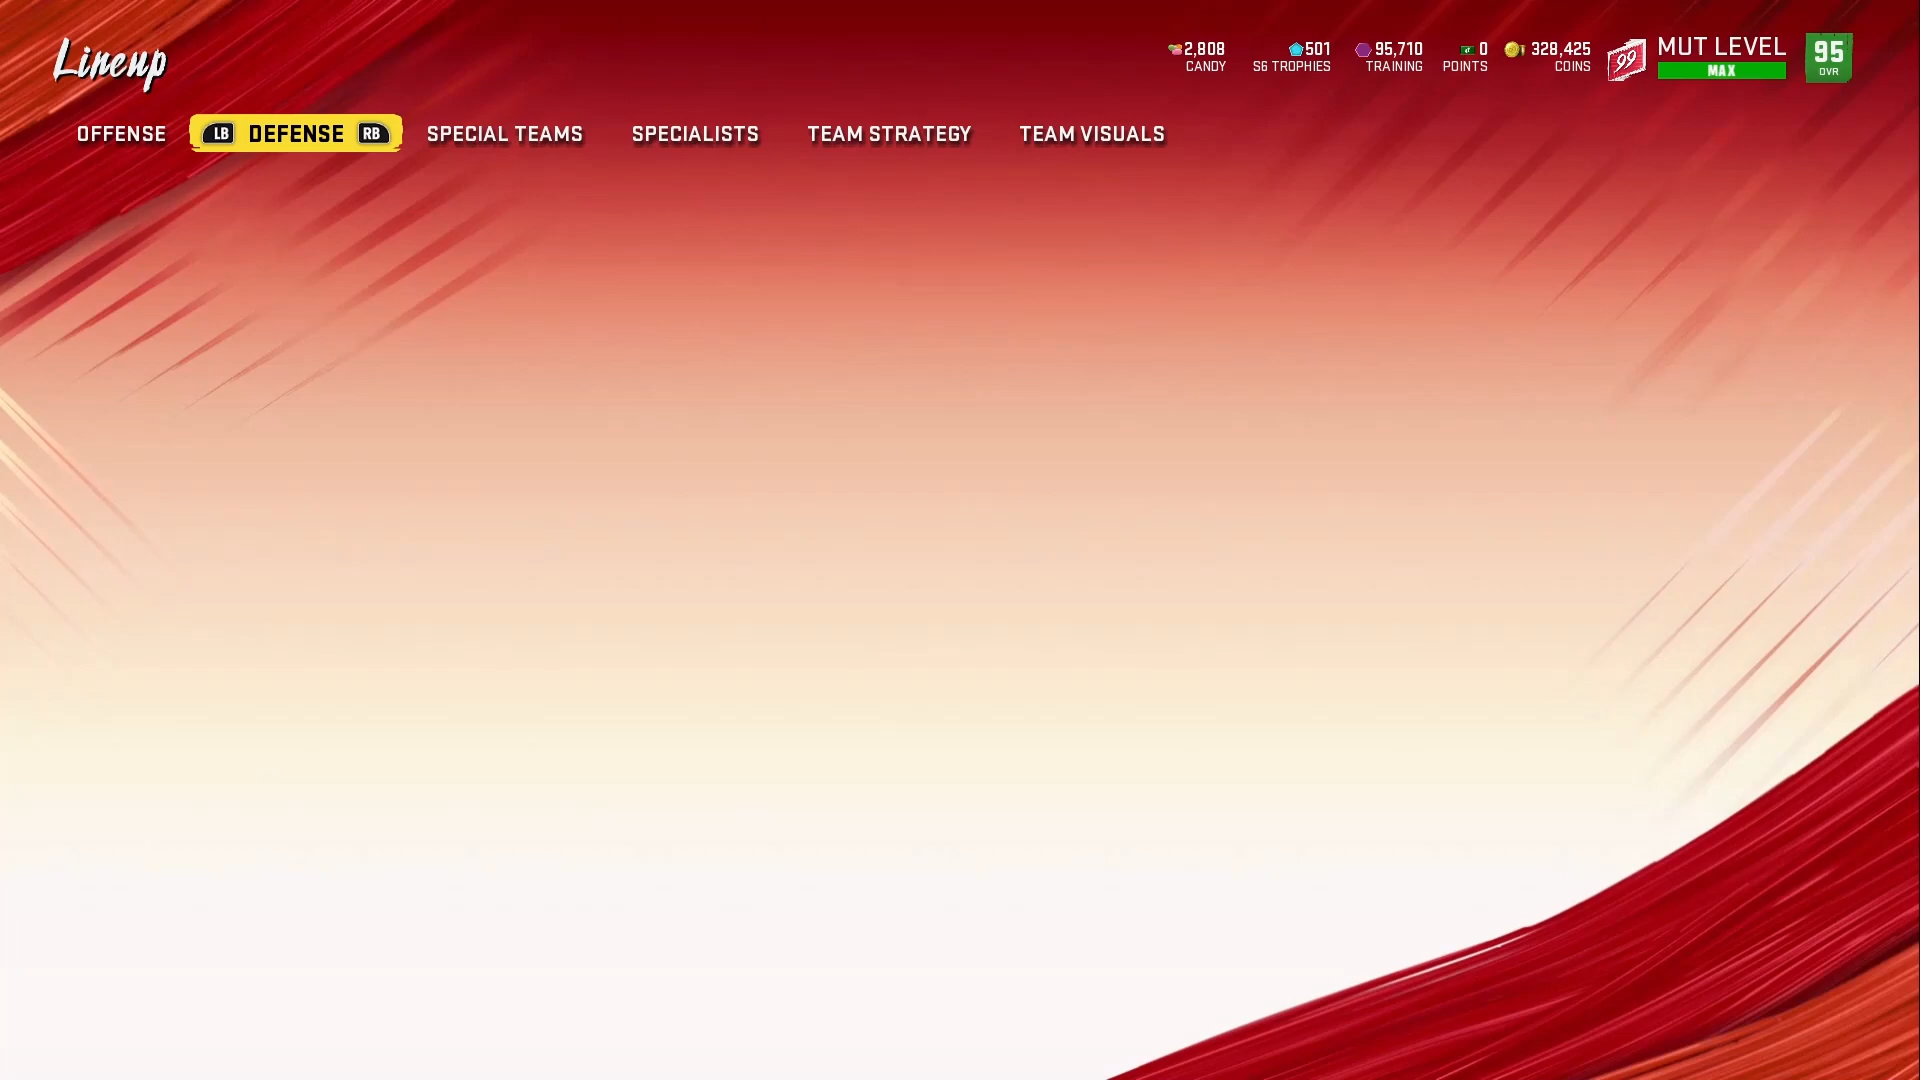 Lineup
2,808
CANDY
501
S6 TROPHIES
95,710
TRAINING
0
POINTS
328,425
COINS
99
MUT LEVEL
MAX
95
OVR
OFFENSE
LB DEFENSE RB
SPECIAL TEAMS
SPECIALISTS
TEAM STRATEGY
TEAM VISUALS